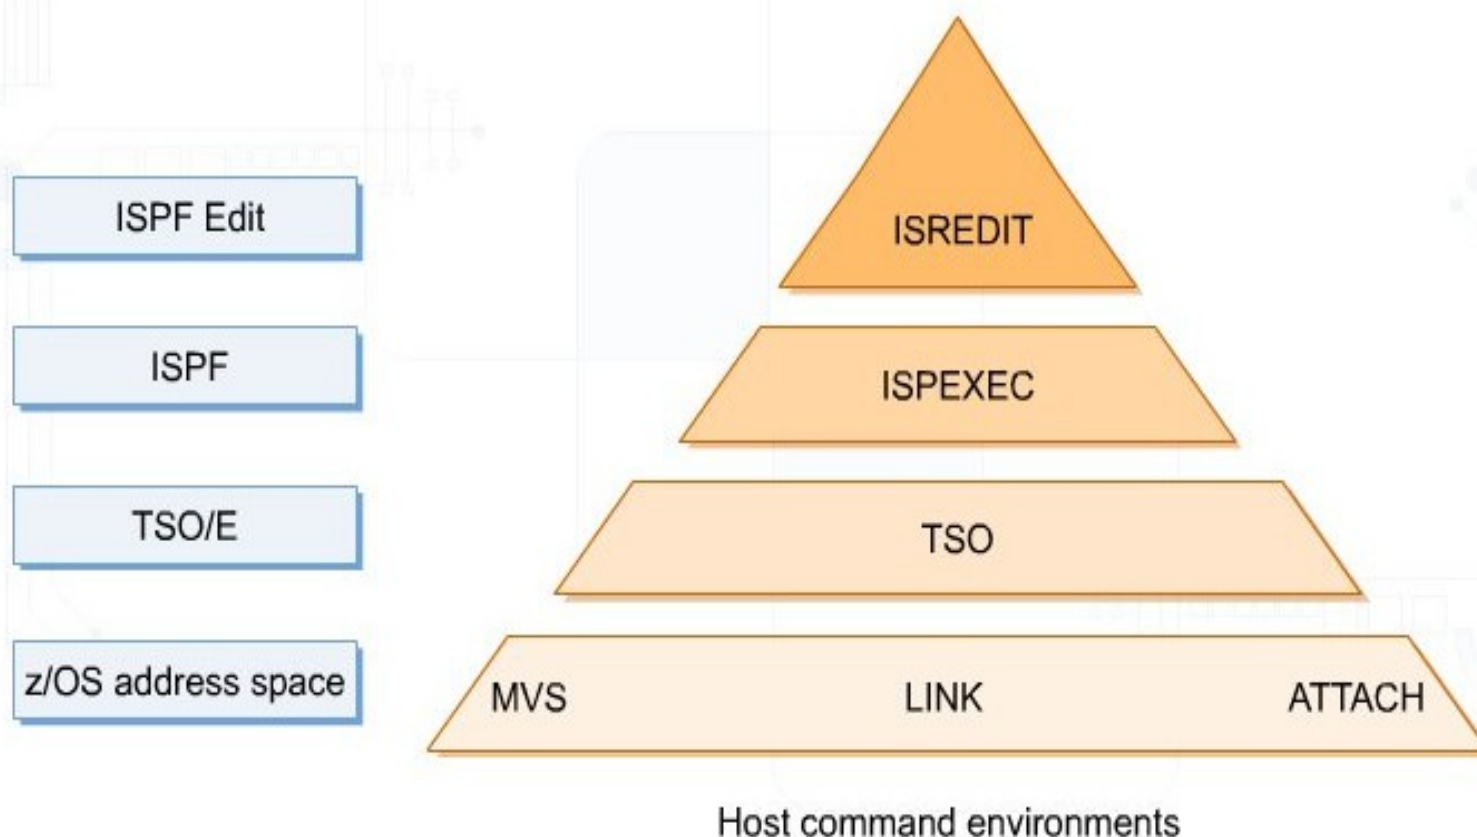 ISPF Edit
ISREDIT
ISPF
ISPEXEC
TSO/E
TSO
z/OS address space
MVS LINK ATTACH
Host command environments